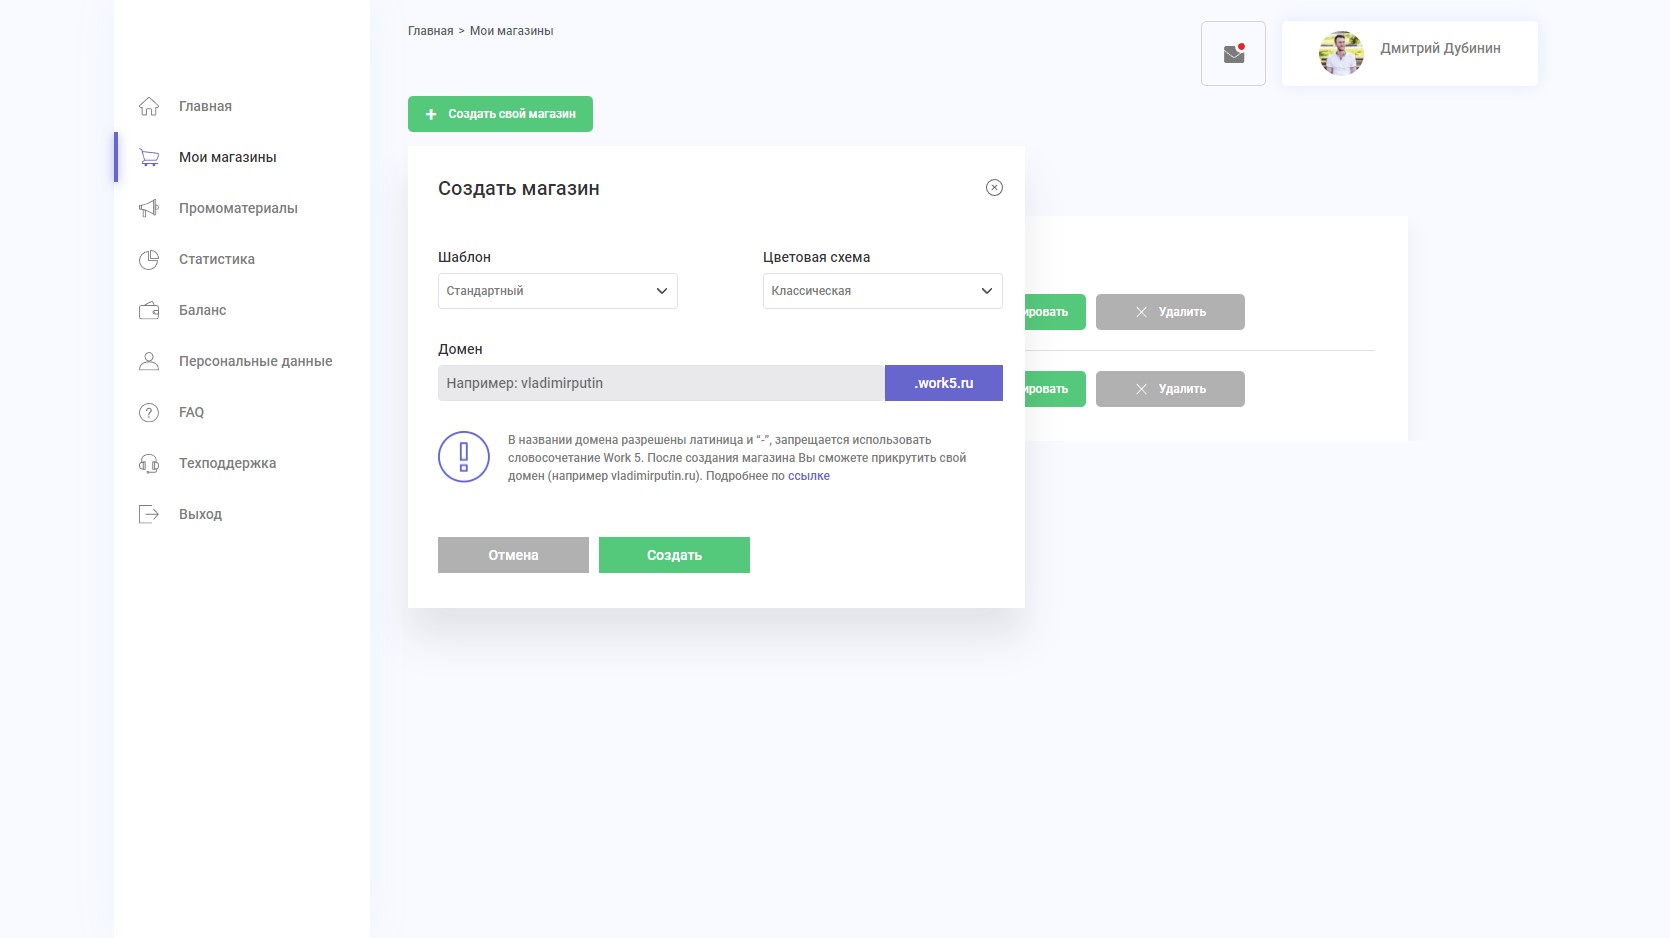 Главная > Мои магазины
Дмитрий Дубинин
Главная
Мои магазины
Промоматериалы
Статистика
Баланс
Персональные данные
FAQ
Техподдержка
Выход
Создать свой магазин
Создать магазин
Шаблон
Цветовая схема
Стандартный
Классическая
Домен
Например: vladimirputin
.work5.ru
В названии домена разрешены латиница и “-”, запрещается использовать
словосочетание Work 5. После создания магазина Вы сможете прикрутить свой
домен (например vladimirputin.ru). Подробнее по ссылке
Отмена
Создать
ировать
Удалить
ировать
Удалить